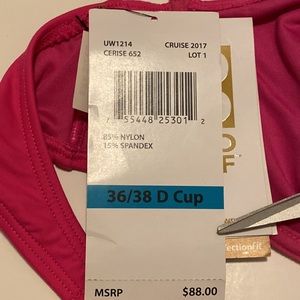 UW1214 CRUISE 2017
CERISE 652 LOT 1
7 55448 25301 2
85% NYLON
15% SPANDEX
36/38 D Cup
MSRP $88.00